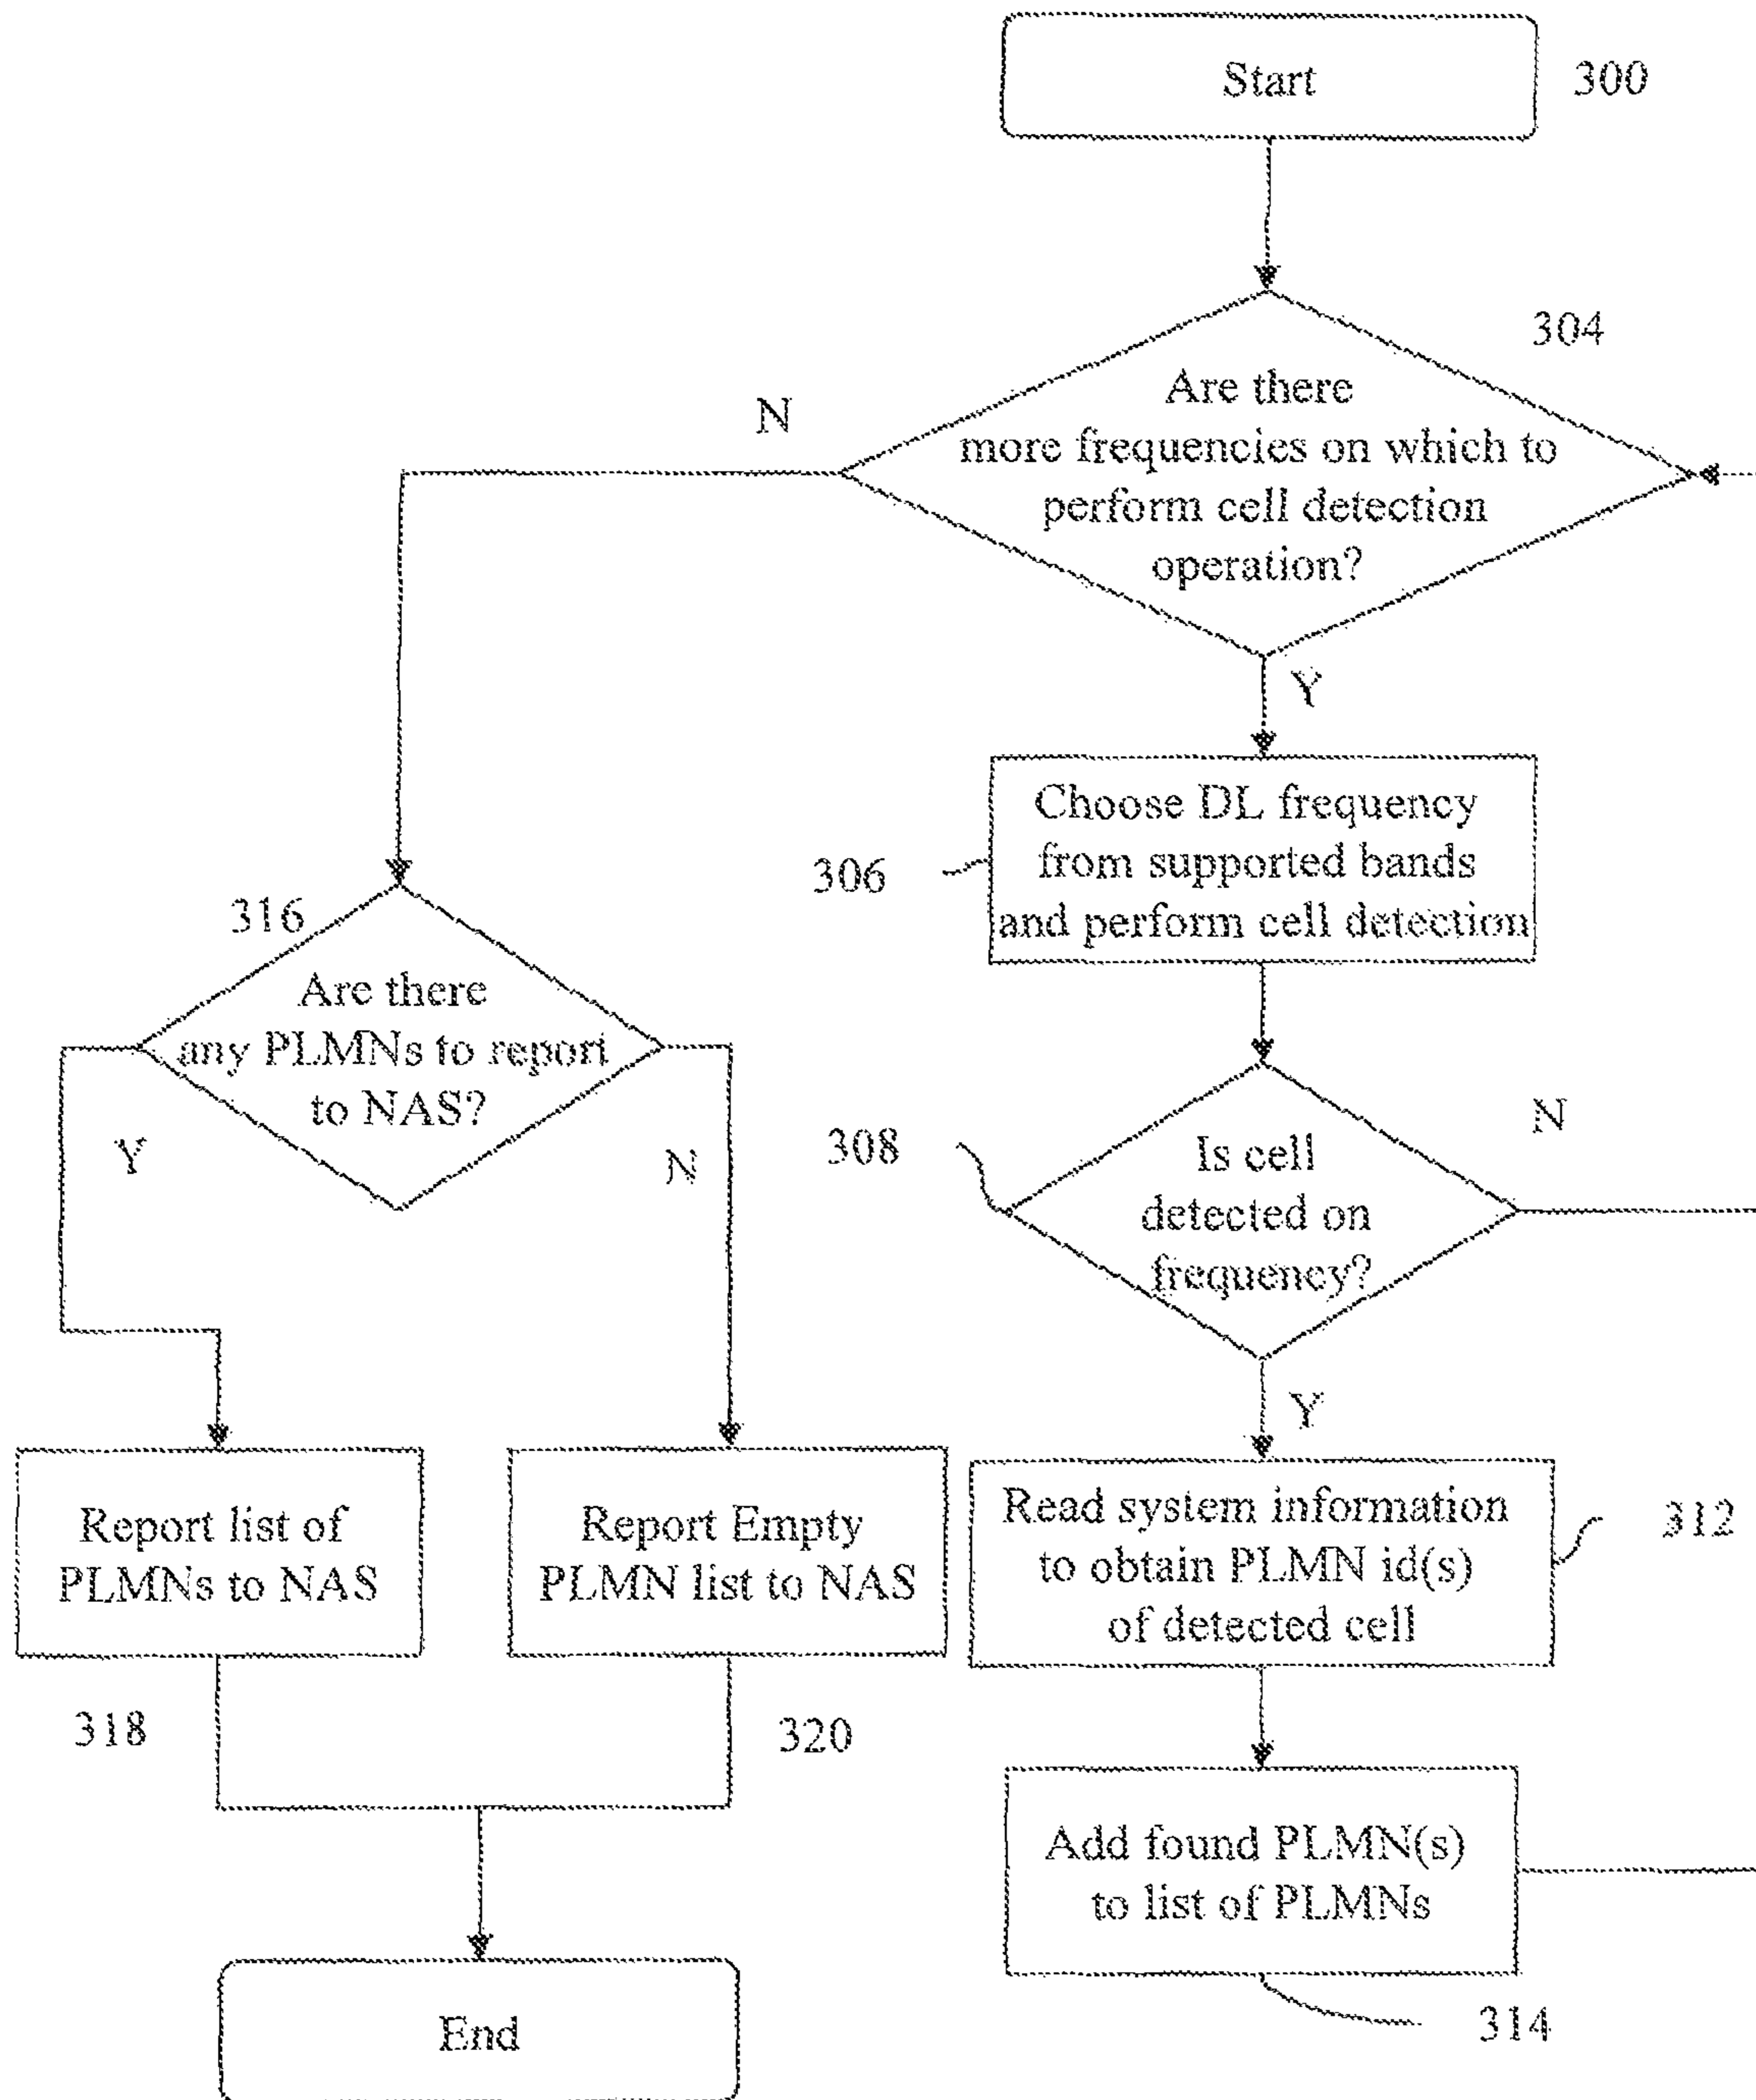 Start
300
304
Are there
more frequencies on which to
perform cell detection
operation?
N
Y
Choose DL frequency
from supported bands
and perform cell detection
306
316
Are there
any PLMNs to report
to NAS?
Y
N
308
Is cell
detected on
frequency?
N
Y
Report list of
PLMNs to NAS
318
Report Empty
PLMN list to NAS
320
Read system information
to obtain PLMN id(s)
of detected cell
312
Add found PLMN(s)
to list of PLMNs
314
End